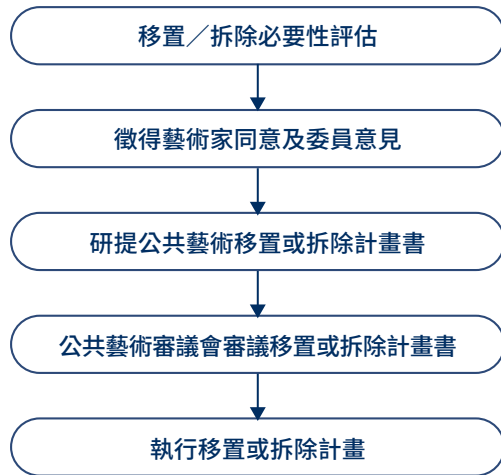 移置／拆除必要性評估
徵得藝術家同意及委員意見
研提公共藝術移置或拆除計畫書
公共藝術審議會審議移置或拆除計畫書
執行移置或拆除計畫